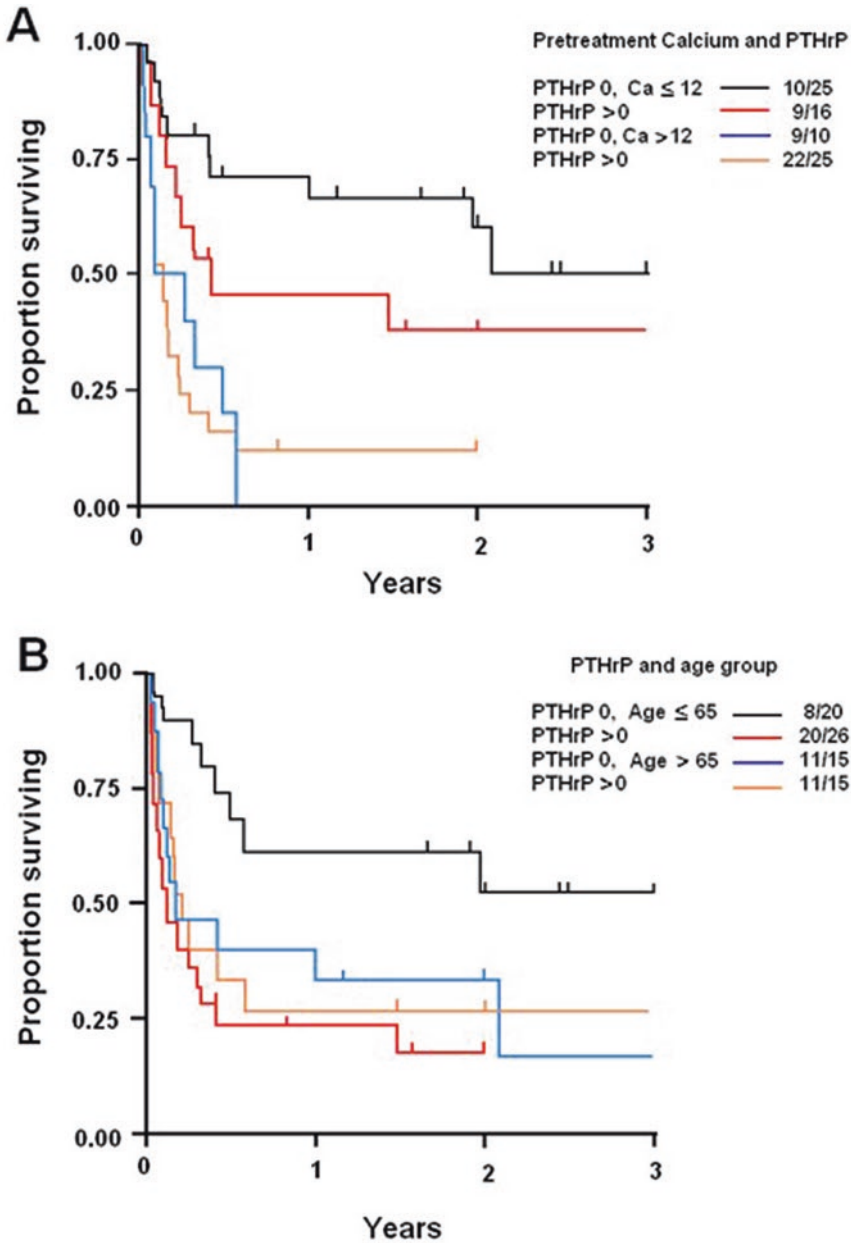 A
Pretreatment Calcium and PTHrP
PTHrP 0, Ca ≤ 12 10/25
PTHrP >0 9/16
PTHrP 0, Ca >12 9/10
PTHrP >0 22/25
Proportion surviving
1.00
0.75
0.50
0.25
0.00
0 1 2 3
Years
B
PTHrP and age group
PTHrP 0, Age ≤ 65 8/20
PTHrP >0 20/26
PTHrP 0, Age > 65 11/15
PTHrP >0 11/15
Proportion surviving
1.00
0.75
0.50
0.25
0.00
0 1 2 3
Years